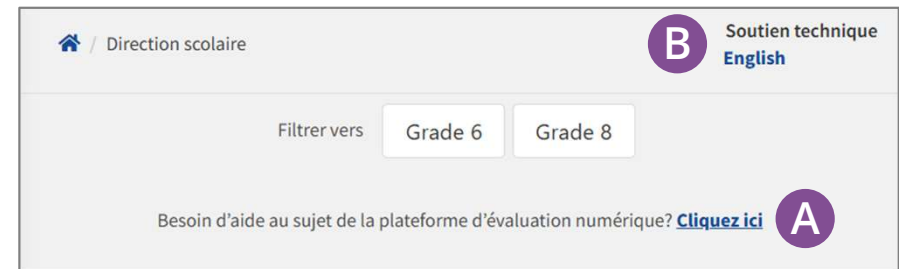 / Direction scolaire
B
Soutien technique
English
Filtrer vers Grade 6 Grade 8
Besoin d'aide au sujet de la plateforme d'évaluation numérique? Cliquez ici A